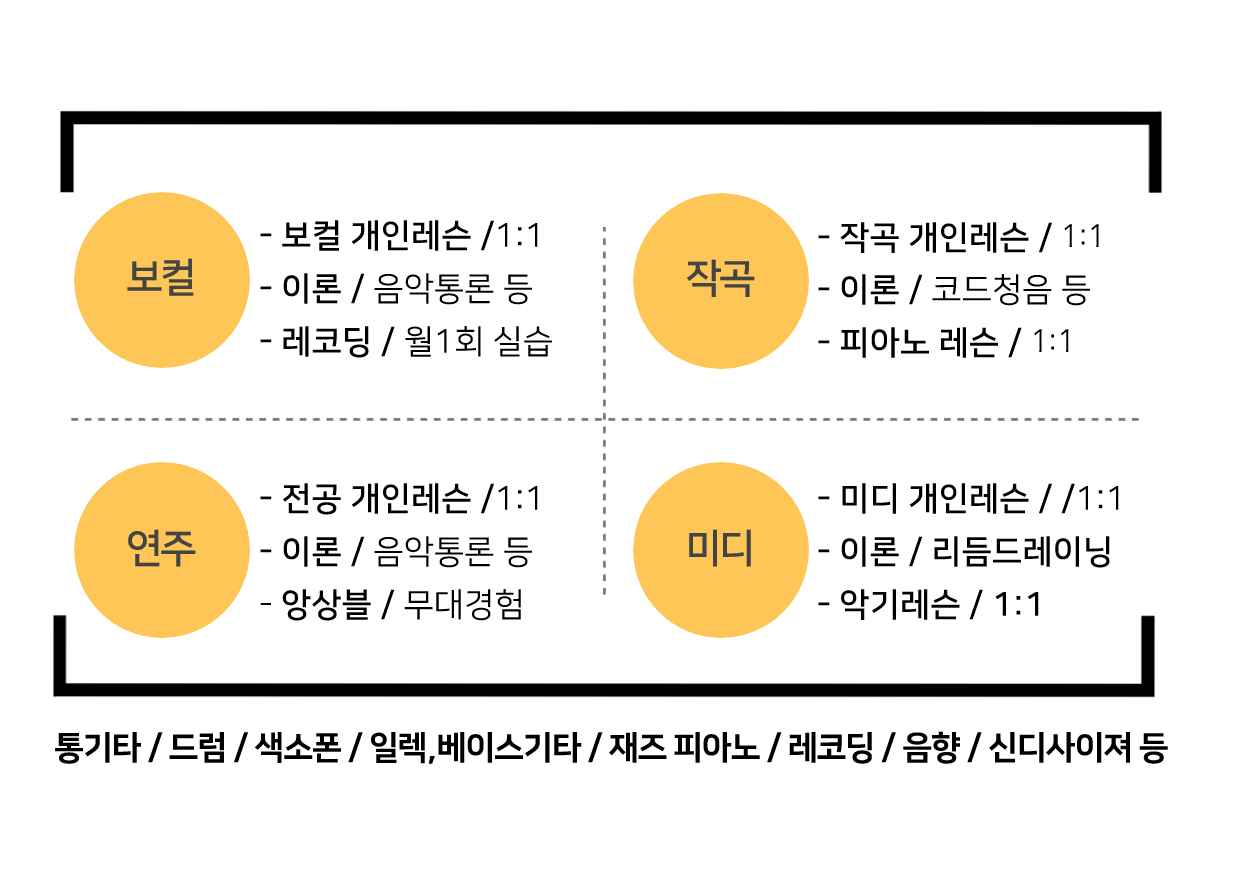 보컬
- 보컬 개인레슨 /1:1
- 이론 / 음악통론 등
- 레코딩 / 월1회 실습
작곡
- 작곡 개인레슨 / 1:1
- 이론 / 코드청음 등
- 피아노 레슨 / 1:1
연주
- 전공 개인레슨 /1:1
- 이론 / 음악통론 등
- 앙상블 / 무대경험
미디
- 미디 개인레슨 / /1:1
- 이론 / 리듬드레이닝
- 악기레슨 / 1:1
통기타 / 드럼 / 색소폰 / 일렉,베이스기타 / 재즈 피아노 / 레코딩 / 음향 / 신디사이져 등